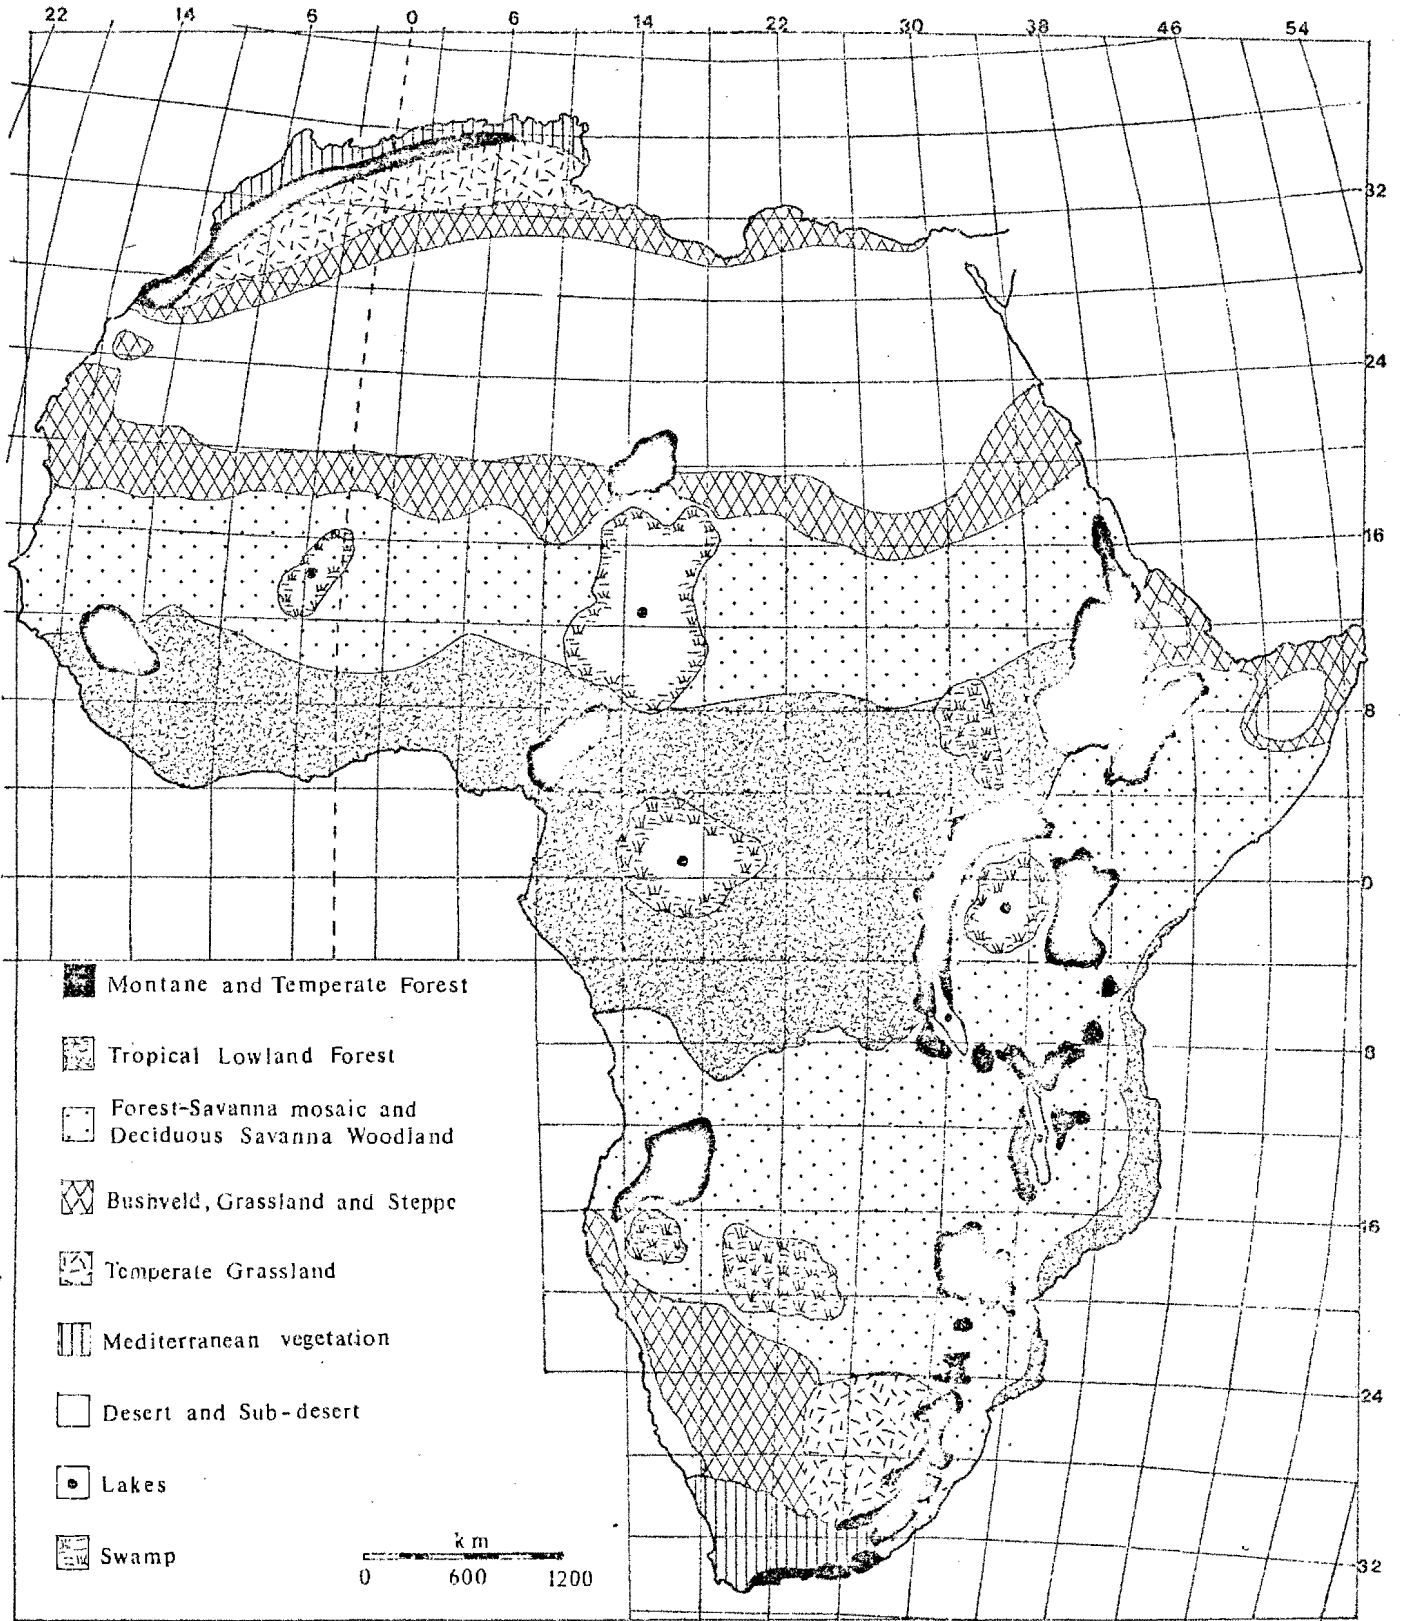 22 14 6 0 6 14 22 30 38 46 54
32
24
16
8
0
8
16
24
32
Montane and Temperate Forest
Tropical Lowland Forest
Forest-Savanna mosaic and
Deciduous Savanna Woodland
Bushveld, Grassland and Steppe
Temperate Grassland
Mediterranean vegetation
Desert and Sub-desert
Lakes
Swamp
km
0 600 1200